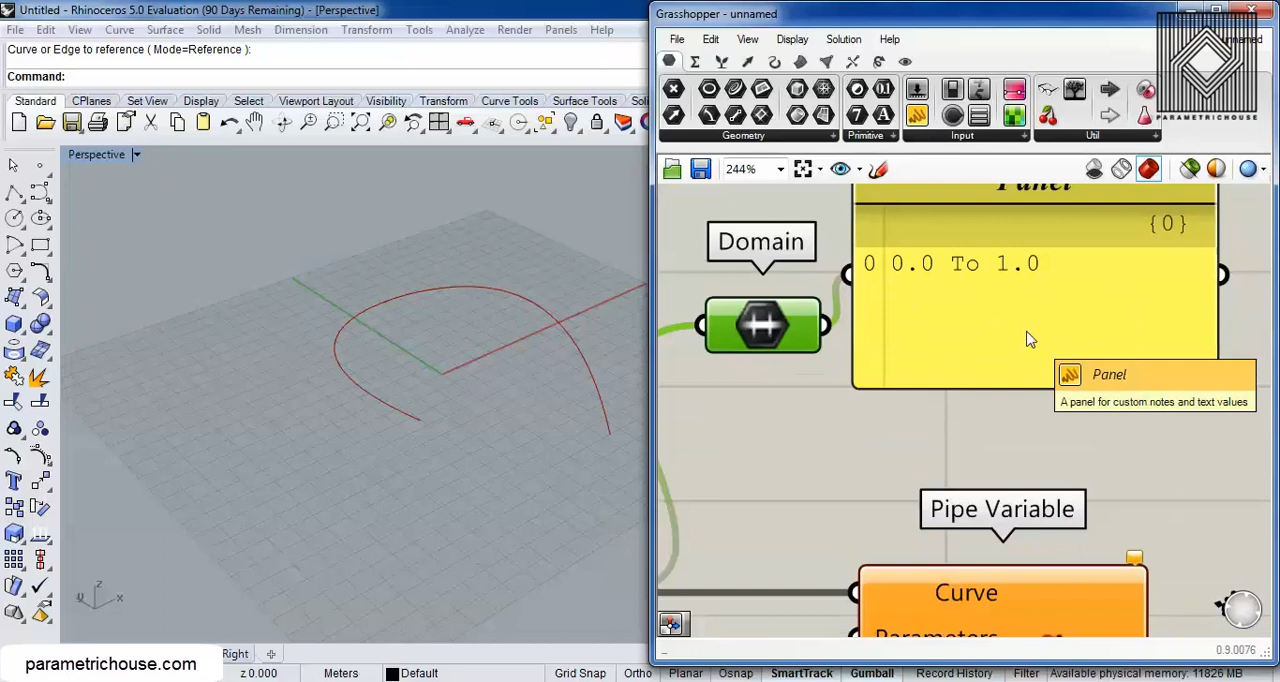 Untitled - Rhinoceros 5.0 Evaluation (90 Days Remaining) - [Perspective]
File Edit View Curve Surface Solid Mesh Dimension Transform Tools Analyze Render Panels Help
Curve or Edge to reference ( Mode=Reference ):
Command:
Standard CPlanes Set View Display Select Viewport Layout Visibility Transform Curve Tools Surface Tools
Perspective
z
x
Right
z 0.000 Meters Default Grid Snap Ortho Planar Osnap SmartTrack Gumball Record History Filter Available physical memory: 11826 MB
parametrichouse.com
Grasshopper - unnamed
File Edit View Display Solution Help
PARAMETRICHOUSE
Geometry Primitive Input Util
244%
Domain
Panel
{0}
0 0.0 To 1.0
Panel
A panel for custom notes and text values
Pipe Variable
Curve
Parameters
0.9.0076